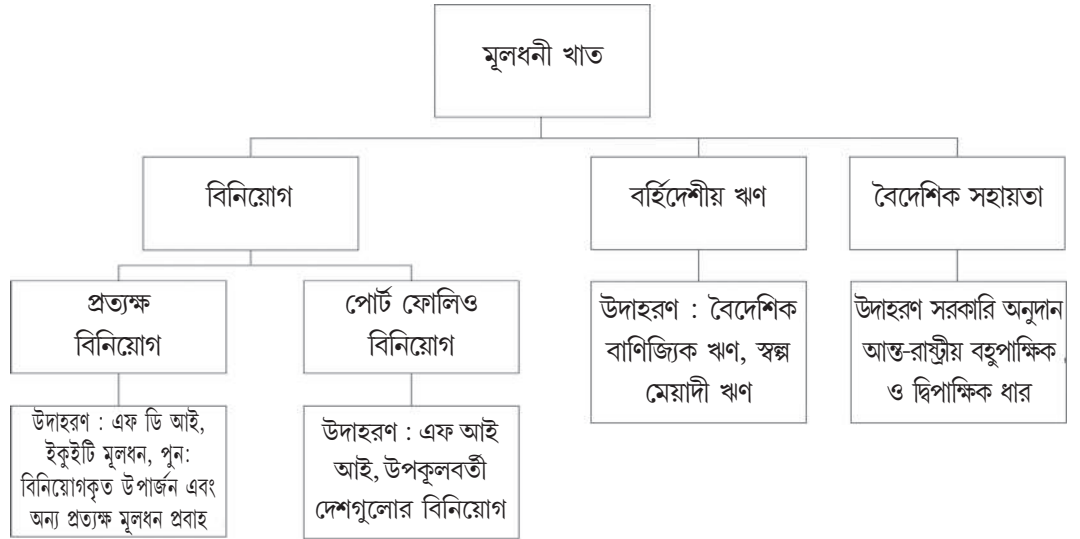 মূলধনী খাত
বিনিয়োগ
বর্হিদেশীয় ঋণ
বৈদেশিক সহায়তা
প্রত্যক্ষ
বিনিয়োগ
পোর্ট ফোলিও
বিনিয়োগ
উদাহরণ : বৈদেশিক
বাণিজ্যিক ঋণ, স্বল্প
মেয়াদী ঋণ
উদাহরণ সরকারি অনুদান
আন্ত-রাষ্ট্রীয় বহুপাক্ষিক
ও দ্বিপাক্ষিক ধার
উদাহরণ : এফ ডি আই,
ইকুইটি মূলধন, পুন:
বিনিয়োগকৃত উপার্জন এবং
অন্য প্রত্যক্ষ মূলধন প্রবাহ
উদাহরণ : এফ আই
আই, উপকূলবর্তী
দেশগুলোর বিনিয়োগ